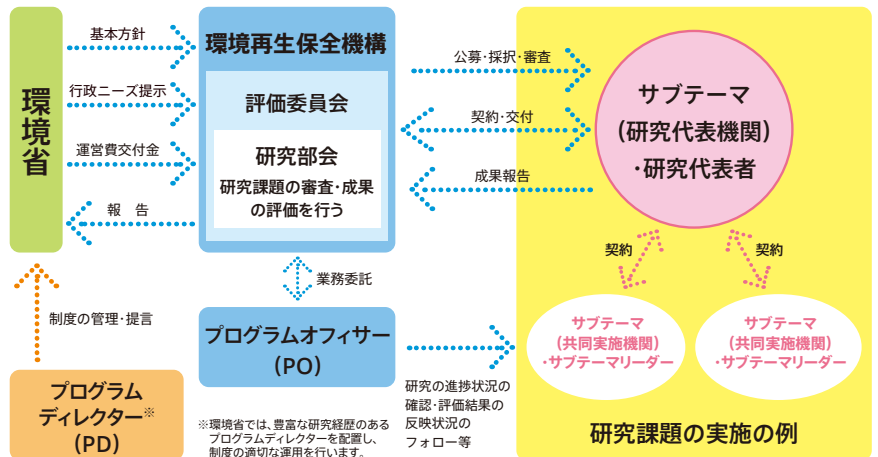 環境省
基本方針
行政ニーズ提示
運営費交付金
報　告
環境再生保全機構
評価委員会
研究部会
研究課題の審査・成果
の評価を行う
公募・採択・審査
契約・交付
成果報告
サブテーマ
(研究代表機関)
・研究代表者
契約
契約
サブテーマ
(共同実施機関)
・サブテーマリーダー
サブテーマ
(共同実施機関)
・サブテーマリーダー
研究課題の実施の例
業務委託
プログラムオフィサー
(PO)
研究の進捗状況の
確認・評価結果の
反映状況の
フォロー等
制度の管理・提言
プログラム
ディレクター※
(PD)
※環境省では、豊富な研究経歴のある
プログラムディレクターを配置し、
制度の適切な運用を行います。